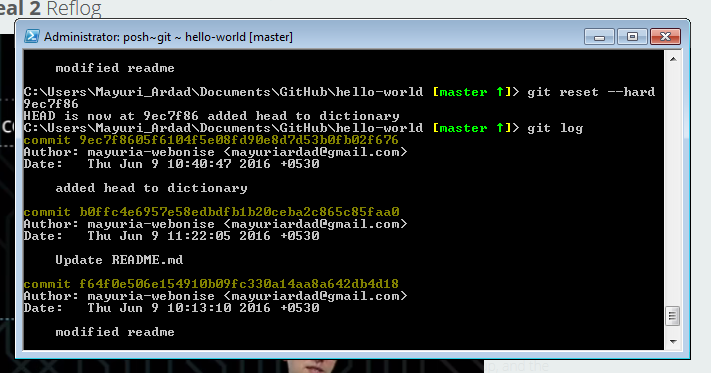 eal 2 Reflog
Administrator: posh~git ~ hello-world [master]
modified readme
C:\Users\Mayuri_Ardad\Documents\GitHub\hello-world [master ↑]> git reset --hard
9ec7f86
HEAD is now at 9ec7f86 added head to dictionary
C:\Users\Mayuri_Ardad\Documents\GitHub\hello-world [master ↑]> git log
commit 9ec7f8605f6104f5e08fd90e8d7d53b0fb02f676
Author: mayuria-webonise <mayuriardad@gmail.com>
Date:   Thu Jun 9 10:40:47 2016 +0530
added head to dictionary
commit b0ffc4e6957e58edbdfb1b20ceba2c865c85faa0
Author: mayuria-webonise <mayuriardad@gmail.com>
Date:   Thu Jun 9 11:22:05 2016 +0530
Update README.md
commit f64f0e506e154910b09fc330a14aa8a642db4d18
Author: mayuria-webonise <mayuriardad@gmail.com>
Date:   Thu Jun 9 10:13:10 2016 +0530
modified readme